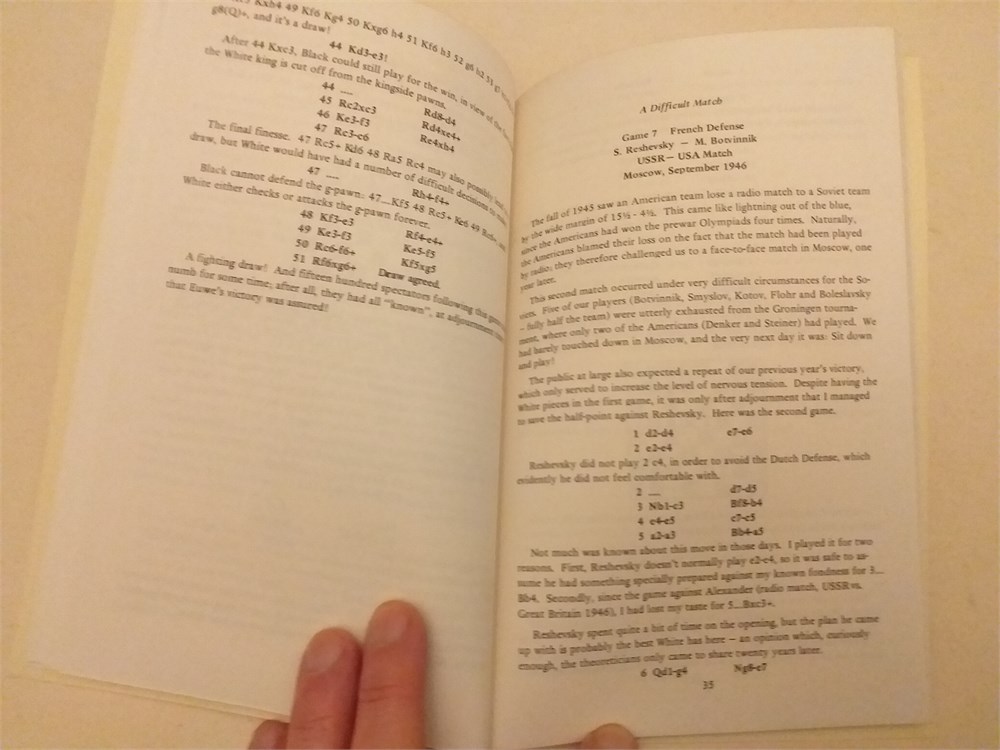 Kxh4 49 Kf6 Kg4 50 Kxg6 h4 51 Kf6 h3 52 g6 h2 53 g7
g8(Q)+, and it's a draw!
44 Kd3-e3!
After 44 Kxc3, Black could still play for the win, in view of the
the White king is cut off from the kingside pawns.
44 .... Rd8-d4
45 Rc2xc3 Rd4xe4+
46 Ke3-f3 Re4xh4
47 Rc3-c6
The final finesse. 47 Rc5+ Kf6 48 Ra5 Rc4 may also possibly
draw, but White would have had a number of difficult decisions to
47 .... Rh4-f4+
Black cannot defend the g-pawn: 47...Kf5 48 Rc5+ Ke6 49 Rc6+,
White either checks or attacks the g-pawn forever.
48 Kf3-e3 Rf4-e4+
49 Ke3-f3 Ke5-f5
50 Rc6-f6+ Kf5xg5
51 Rf6xg6+ Draw agreed.
A fighting draw! And fifteen hundred spectators following this game
numb for some time; after all, they had all "known", at adjournment
that Euwe's victory was assured!
A Difficult Match
Game 7 French Defense
S. Reshevsky — M. Botvinnik
USSR — USA Match
Moscow, September 1946
The fall of 1945 saw an American team lose a radio match to a Soviet team
by the wide margin of 15½ - 4½. This came like lightning out of the blue,
since the Americans had won the prewar Olympiads four times. Naturally,
the Americans blamed their loss on the fact that the match had been played
by radio; they therefore challenged us to a face-to-face match in Moscow, one
year later.
This second match occurred under very difficult circumstances for the So-
viets. Five of our players (Botvinnik, Smyslov, Kotov, Flohr and Boleslavsky
– fully half the team) were utterly exhausted from the Groningen tourna-
ment, where only two of the Americans (Denker and Steiner) had played. We
had barely touched down in Moscow, and the very next day it was: Sit down
and play!
The public at large also expected a repeat of our previous year's victory,
which only served to increase the level of nervous tension. Despite having the
White pieces in the first game, it was only after adjournment that I managed
to save the half-point against Reshevsky. Here was the second game.
1 d2-d4 e7-e6
2 e2-e4
Reshevsky did not play 2 c4, in order to avoid the Dutch Defense, which
evidently he did not feel comfortable with.
2 .... d7-d5
3 Nb1-c3 Bf8-b4
4 e4-e5 c7-c5
5 a2-a3 Bb4-a5
Not much was known about this move in those days. I played it for two
reasons. First, Reshevsky doesn't normally play e2-e4, so it was safe to as-
sume he had something specially prepared against my known fondness for 3...
Bb4. Secondly, since the game against Alexander (radio match, USSR vs.
Great Britain 1946), I had lost my taste for 5...Bxc3+.
Reshevsky spent quite a bit of time on the opening, but the plan he came
up with is probably the best White has here — an opinion which, curiously
enough, the theoreticians only came to share twenty years later.
6 Qd1-g4 Ng8-e7
35